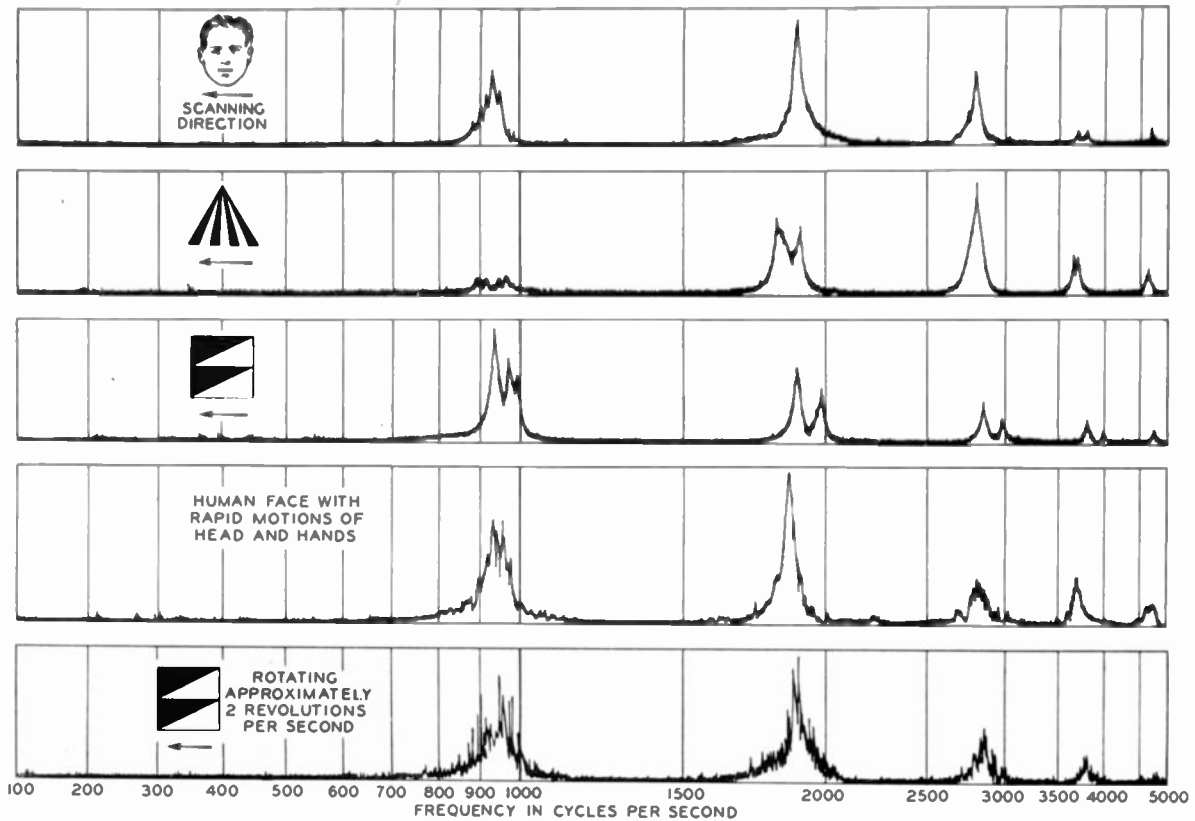 SCANNING
DIRECTION
HUMAN FACE WITH
RAPID MOTIONS OF
HEAD AND HANDS
ROTATING
APPROXIMATELY
2 REVOLUTIONS
PER SECOND
100 200 300 400 500 600 700 800 900 1000 1500 2000 2500 3000 3500 4000 5000
FREQUENCY IN CYCLES PER SECOND